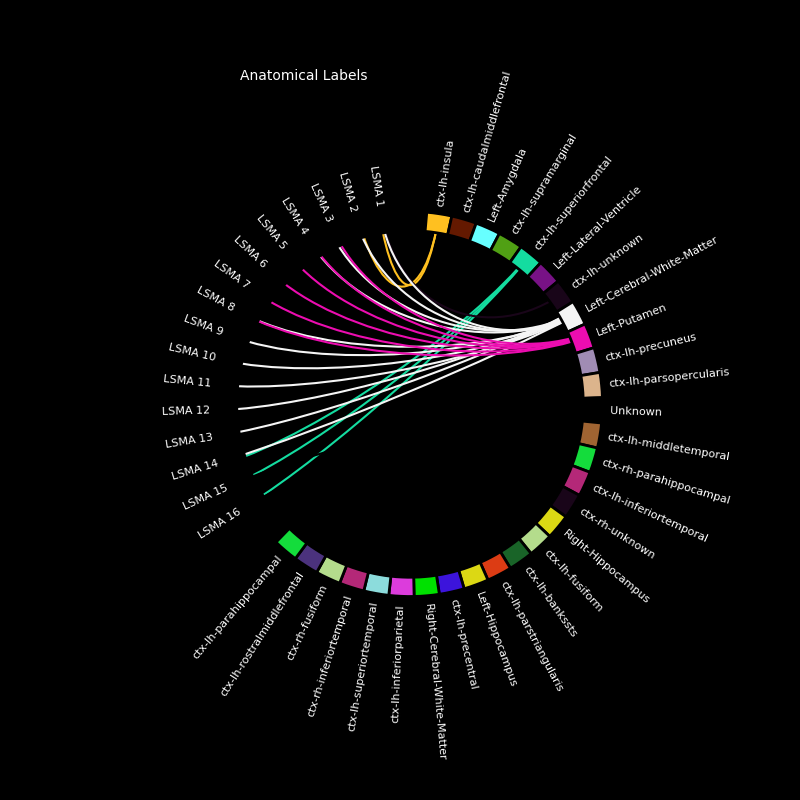 Anatomical Labels
LSMA 1
LSMA 2
LSMA 3
LSMA 4
LSMA 5
LSMA 6
LSMA 7
LSMA 8
LSMA 9
LSMA 10
LSMA 11
LSMA 12
LSMA 13
LSMA 14
LSMA 15
LSMA 16
ctx-lh-insula
ctx-lh-caudalmiddlefrontal
Left-Amygdala
ctx-lh-supramarginal
ctx-lh-superiorfrontal
Left-Lateral-Ventricle
ctx-lh-unknown
Left-Cerebral-White-Matter
Left-Putamen
ctx-lh-precuneus
ctx-lh-parsopercularis
Unknown
ctx-lh-middletemporal
ctx-rh-parahippocampal
ctx-lh-inferiortemporal
ctx-rh-unknown
Right-Hippocampus
ctx-lh-fusiform
ctx-lh-bankssts
ctx-lh-parstriangularis
Left-Hippocampus
ctx-lh-precentral
Right-Cerebral-White-Matter
ctx-lh-inferiorparietal
ctx-lh-superiortemporal
ctx-rh-inferiortemporal
ctx-rh-fusiform
ctx-lh-rostralmiddlefrontal
ctx-lh-parahippocampal